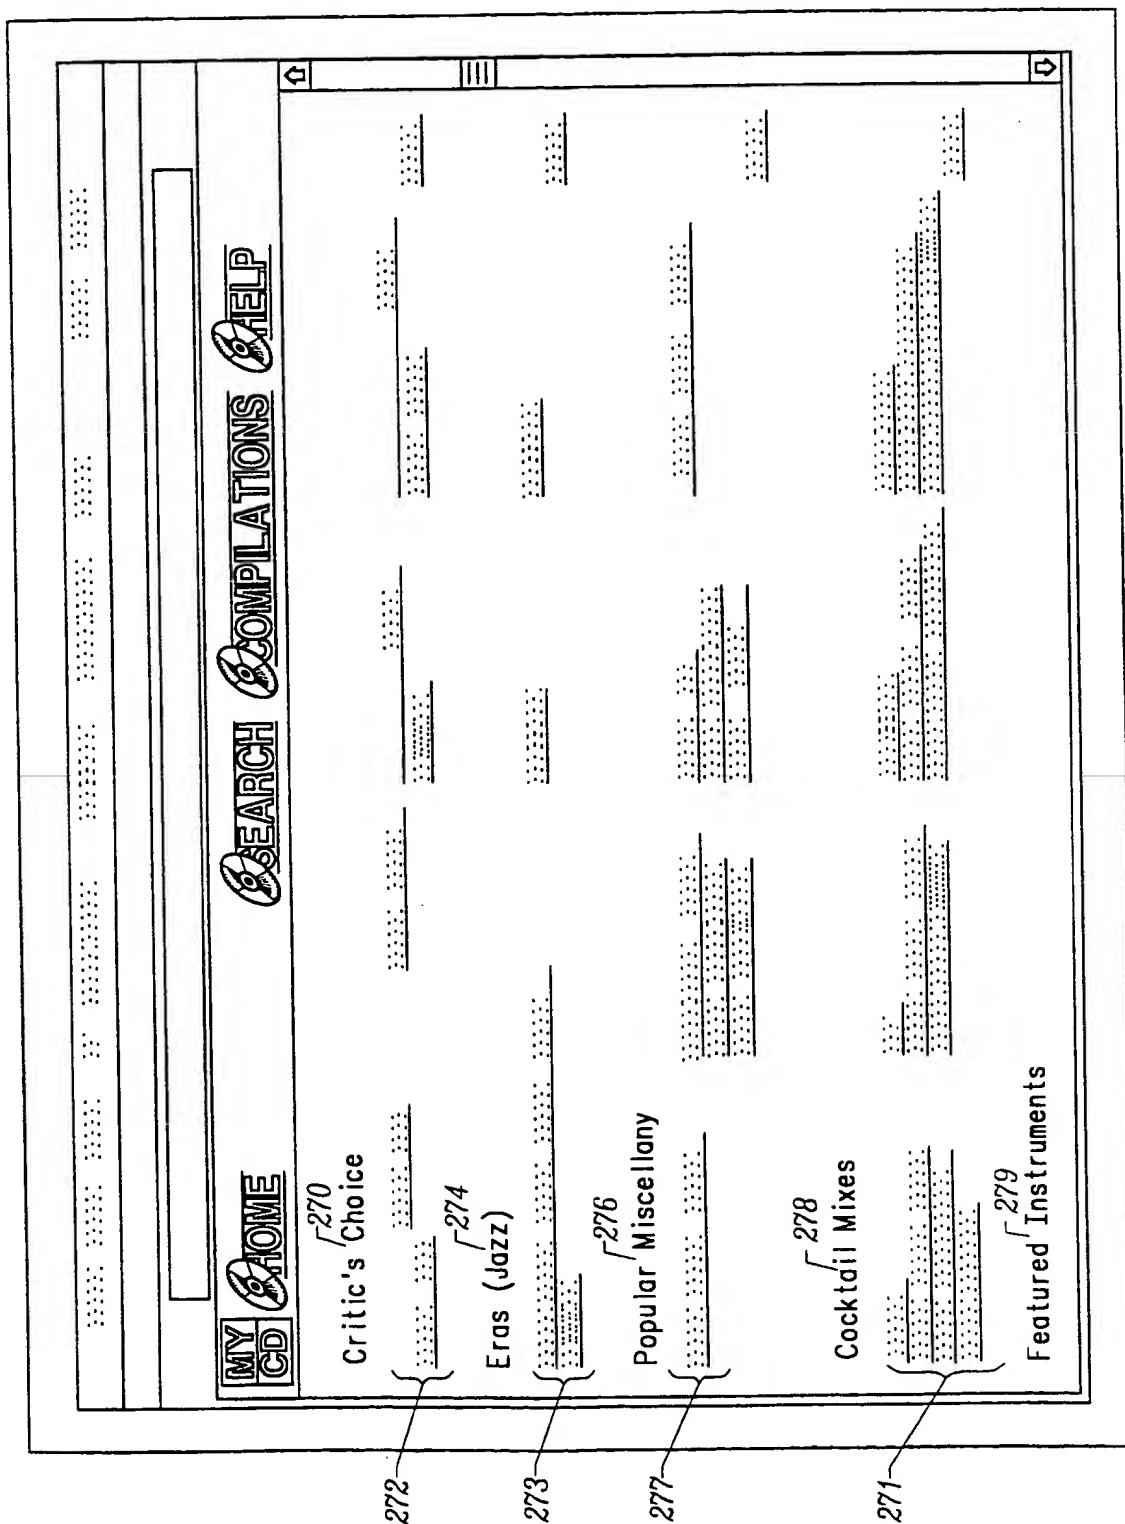 MY CD HOME SEARCH COMPILATIONS HELP
270
Critic's Choice
272
274
Eras (Jazz)
273
276
Popular Miscellany
277
278
Cocktail Mixes
271
279
Featured Instruments